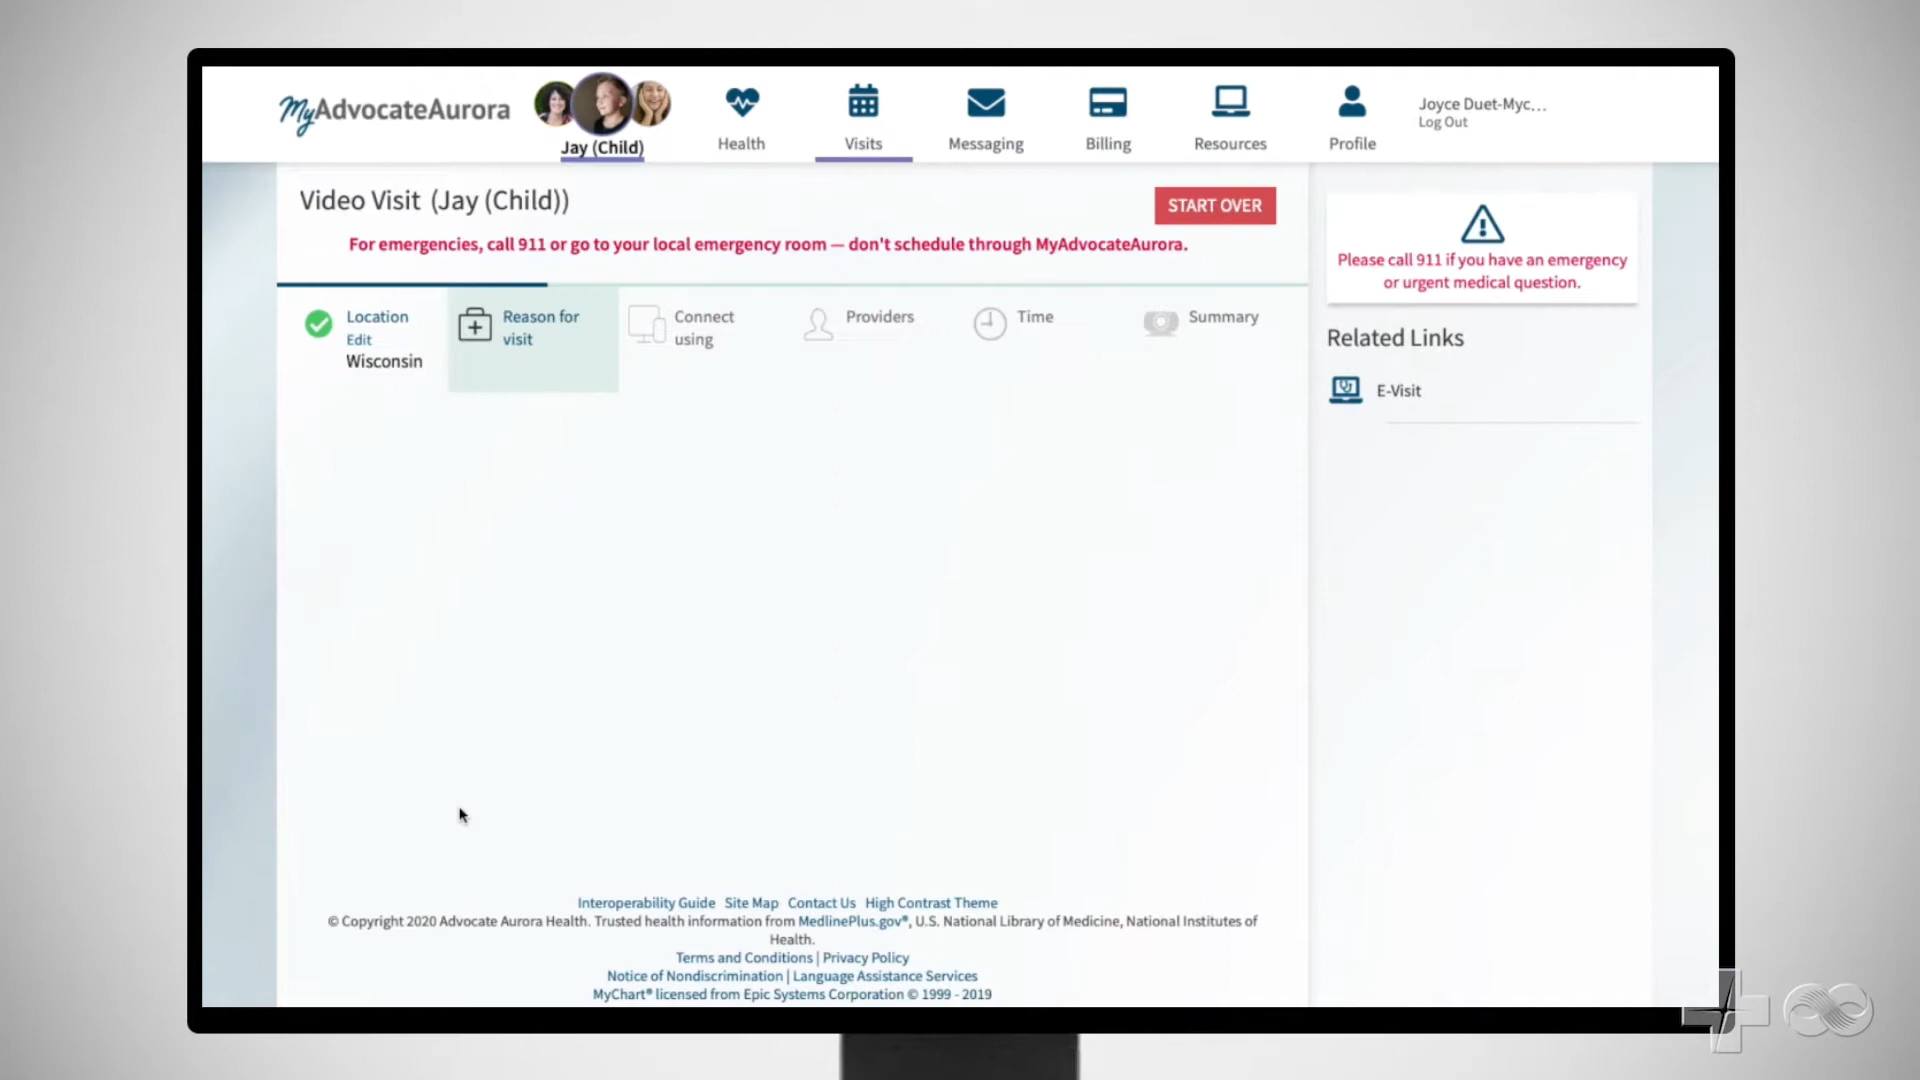 MyAdvocateAurora
Jay (Child)
Health
Visits
Messaging
Billing
Resources
Profile
Joyce Duet-Myc...
Log Out
Video Visit (Jay (Child))
START OVER
For emergencies, call 911 or go to your local emergency room — don't schedule through MyAdvocateAurora.
Location
Edit
Wisconsin
Reason for
visit
Connect
using
Providers
Time
Summary
Please call 911 if you have an emergency
or urgent medical question.
Related Links
E-Visit
Interoperability Guide Site Map Contact Us High Contrast Theme
© Copyright 2020 Advocate Aurora Health. Trusted health information from MedlinePlus.gov®, U.S. National Library of Medicine, National Institutes of
Health.
Terms and Conditions | Privacy Policy
Notice of Nondiscrimination | Language Assistance Services
MyChart® licensed from Epic Systems Corporation © 1999 - 2019